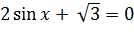 2 sin x + √3 = 0